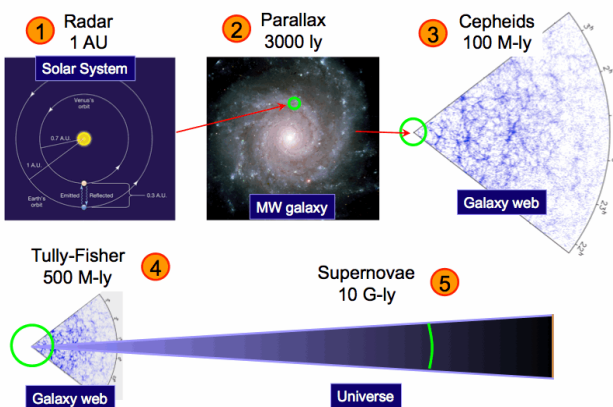 1 Radar
1 AU
Solar System
Venus's
orbit
0.7 A.U.
1 A.U.
Emitted
Reflected
0.3 A.U.
Earth's
orbit
2 Parallax
3000 ly
MW galaxy
3 Cepheids
100 M-ly
Galaxy web
Tully-Fisher 4
500 M-ly
Galaxy web
Supernovae 5
10 G-ly
Universe